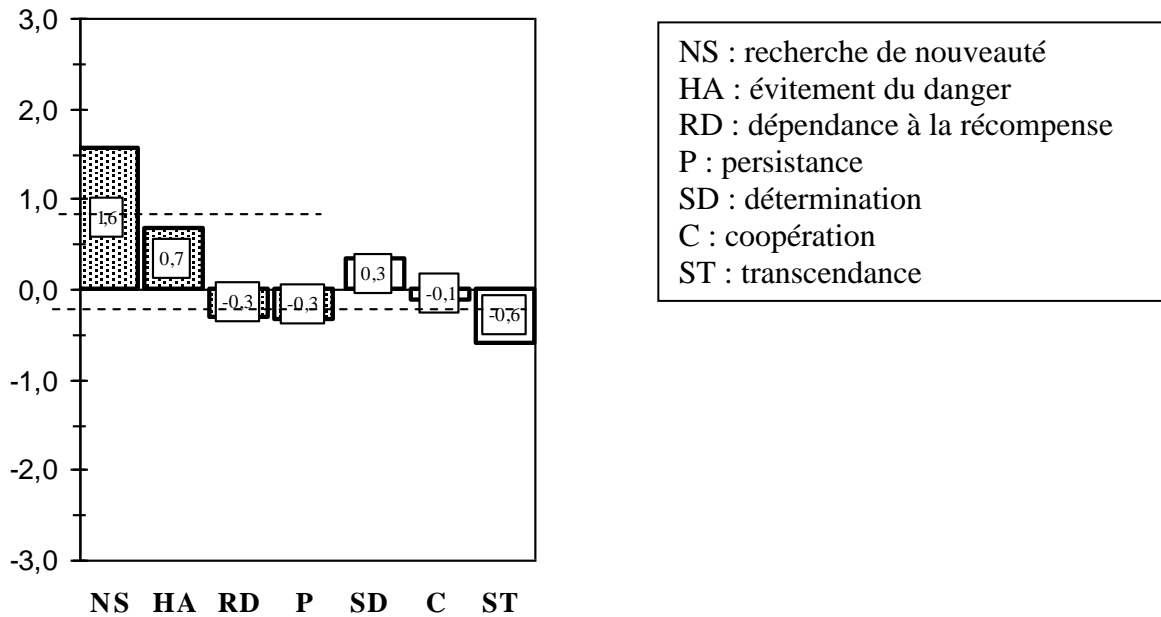 3,0
2,0
1,0
0,0
-1,0
-2,0
-3,0
1,6
0,7
-0,3
-0,3
0,3
-0,1
-0,6
NS HA RD P SD C ST
NS : recherche de nouveauté
HA : évitement du danger
RD : dépendance à la récompense
P : persistance
SD : détermination
C : coopération
ST : transcendance